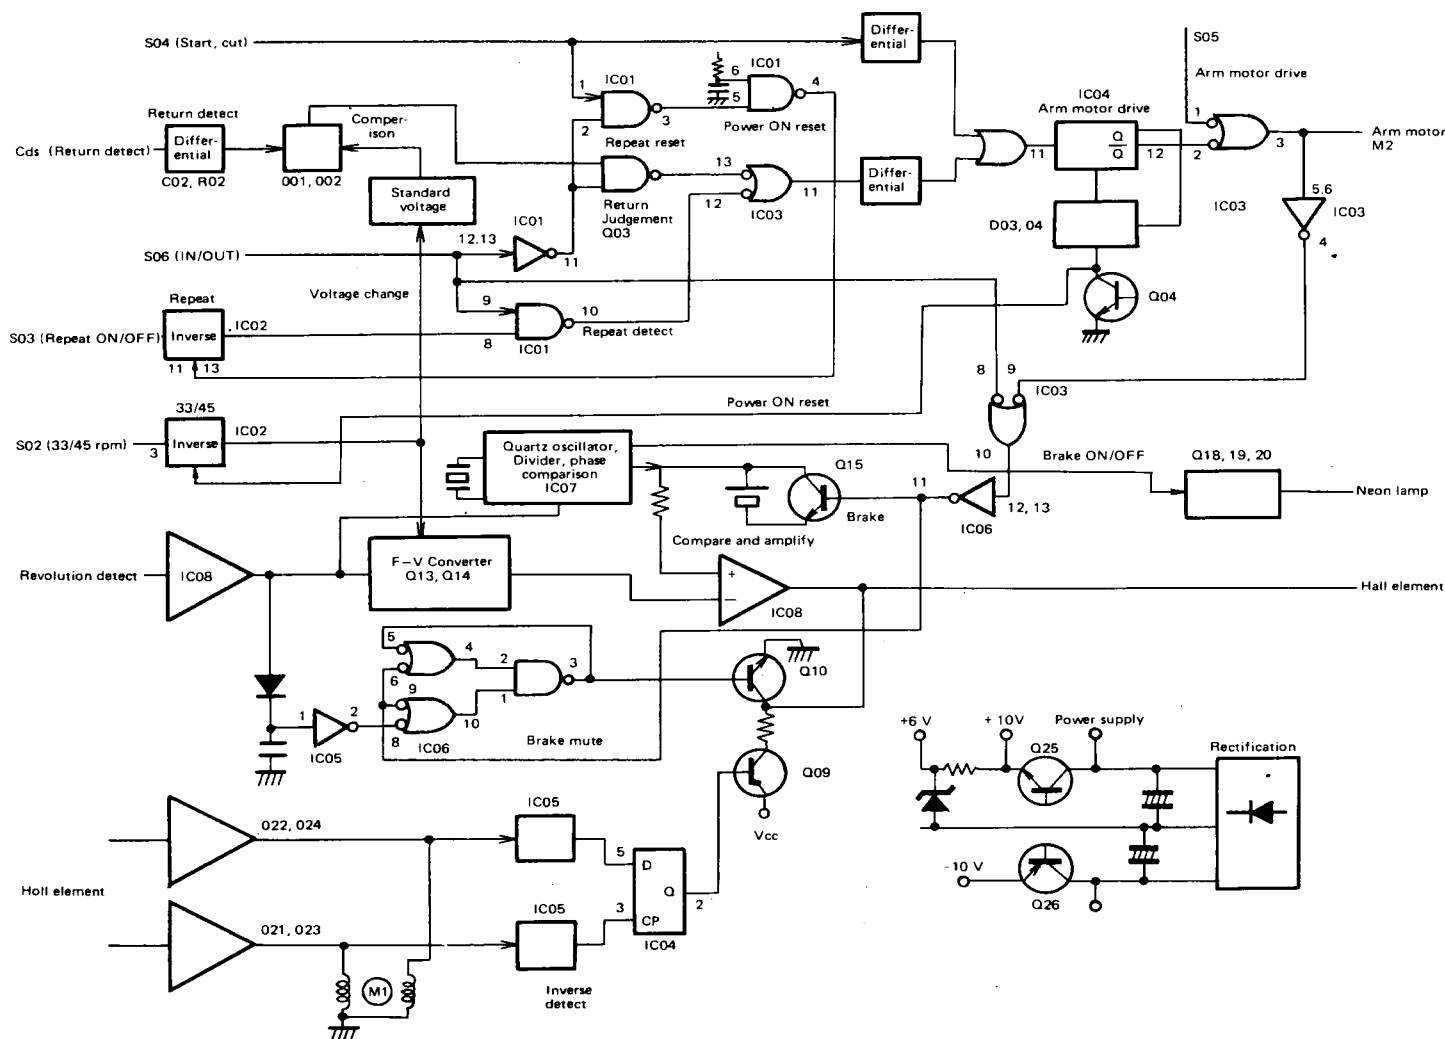 S04 (Start, cut)
Differ-
ential
S05
Arm motor drive
IC01
6
IC01
4
1
5
3
2
Power ON reset
Repeat reset
IC04
Arm motor drive
Q
Q
11
12
1
2
3
Arm motor
M2
Return detect
Comper-
ison
Cds (Return detect)
Differ-
ential
C02, R02
001, 002
Standard
voltage
13
12
11
IC03
Differ-
ential
Return
Judgement
Q03
D03, 04
IC03
5.6
IC03
4
IC01
12.13
11
S06 (IN/OUT)
Voltage change
Q04
9
10
Repeat detect
8
IC01
Repeat
S03 (Repeat ON/OFF)
Inverse
IC02
11
13
8
9
IC03
Power ON reset
33/45
S02 (33/45 rpm)
3
Inverse
IC02
Quartz oscillator,
Divider, phase
comparison
IC07
10
Brake ON/OFF
Q18, 19, 20
Q15
11
Brake
IC06
12, 13
Neon lamp
Compare and amplify
Revolution detect
IC08
F–V Converter
Q13, Q14
+
−
IC08
Hall element
5
4
2
3
6
9
1
10
8
IC06
1
2
IC05
Brake mute
Q10
Q09
Vcc
+6 V
+ 10V
Power supply
Q25
Rectification
-10 V
Q26
022, 024
IC05
5
D
Q
2
3
CP
IC04
Holl element
021, 023
IC05
Inverse
detect
M1